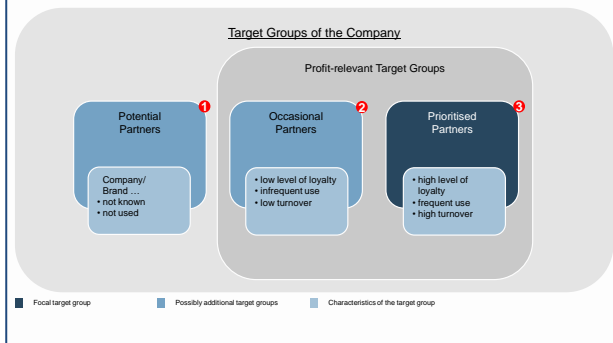 Target Groups of the Company
Profit-relevant Target Groups
1
Potential
Partners
Company/
Brand …
• not known
• not used
2
Occasional
Partners
• low level of loyalty
• infrequent use
• low turnover
3
Prioritised
Partners
• high level of
loyalty
• frequent use
• high turnover
Focal target group
Possibly additional target groups
Characteristics of the target group